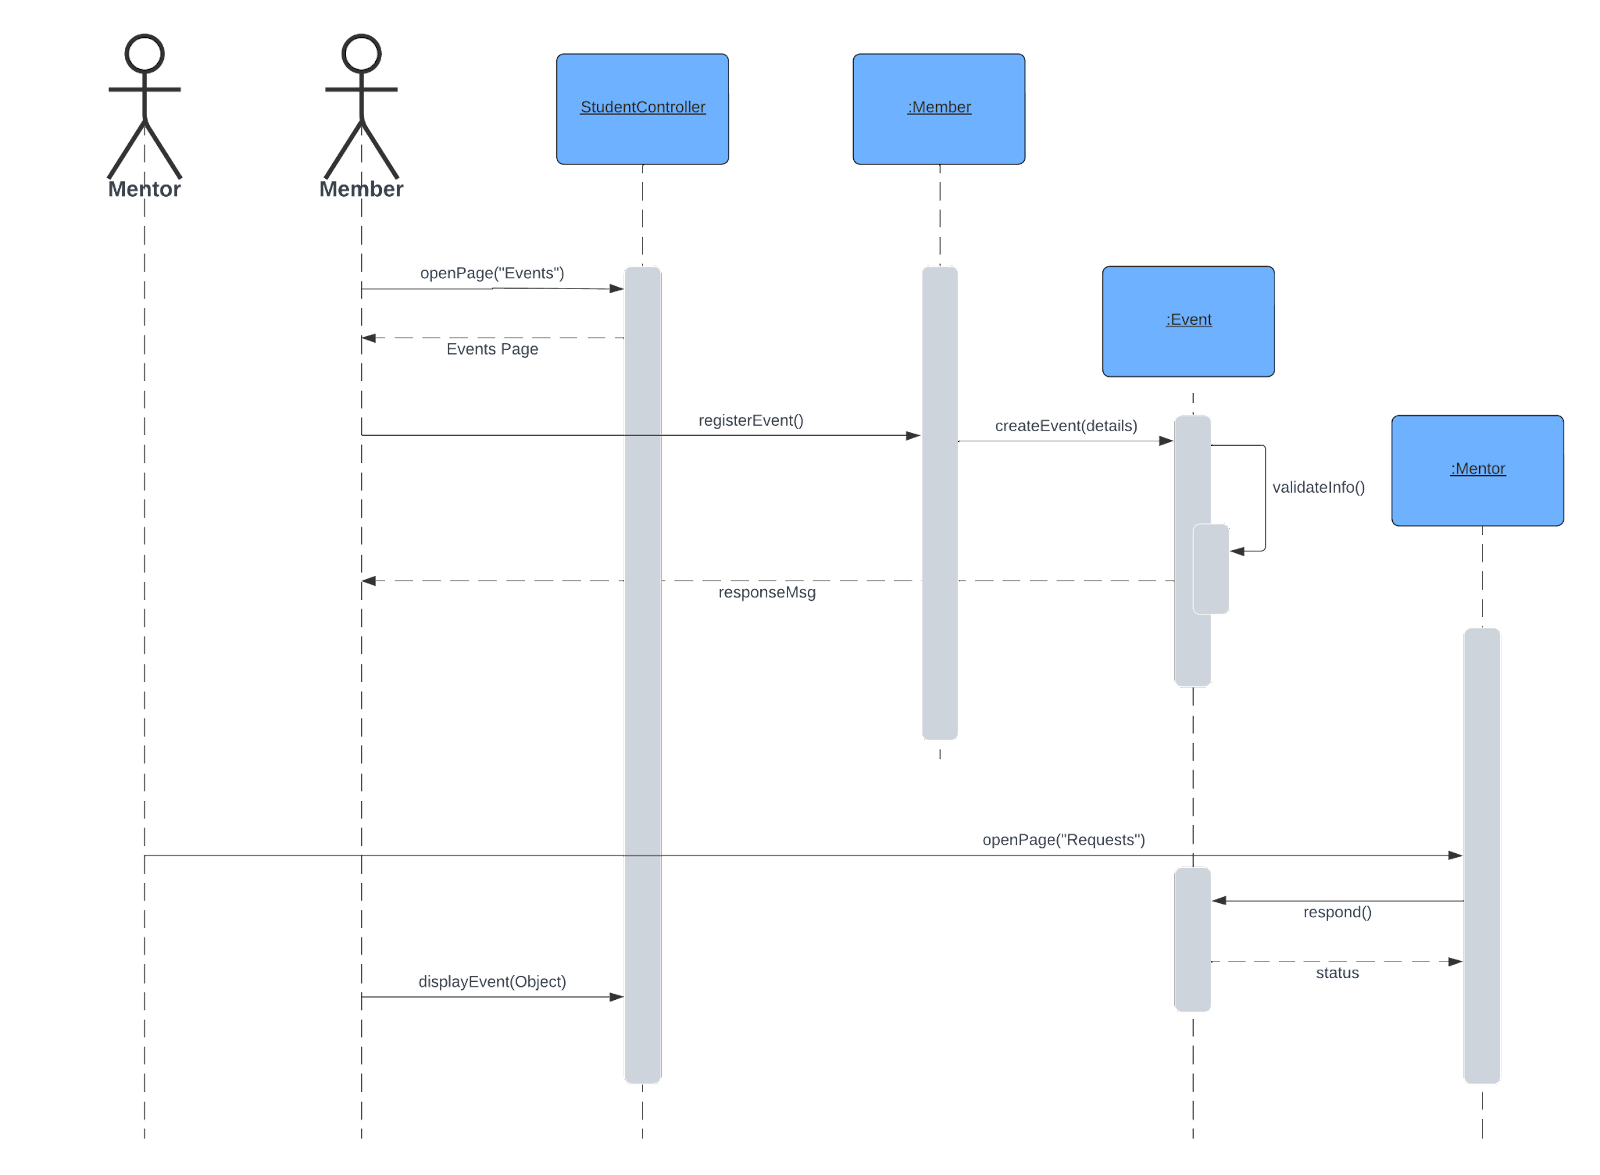 Mentor
Member
StudentController
:Member
openPage("Events")
:Event
Events Page
registerEvent()
createEvent(details)
:Mentor
validateInfo()
responseMsg
openPage("Requests")
respond()
status
displayEvent(Object)